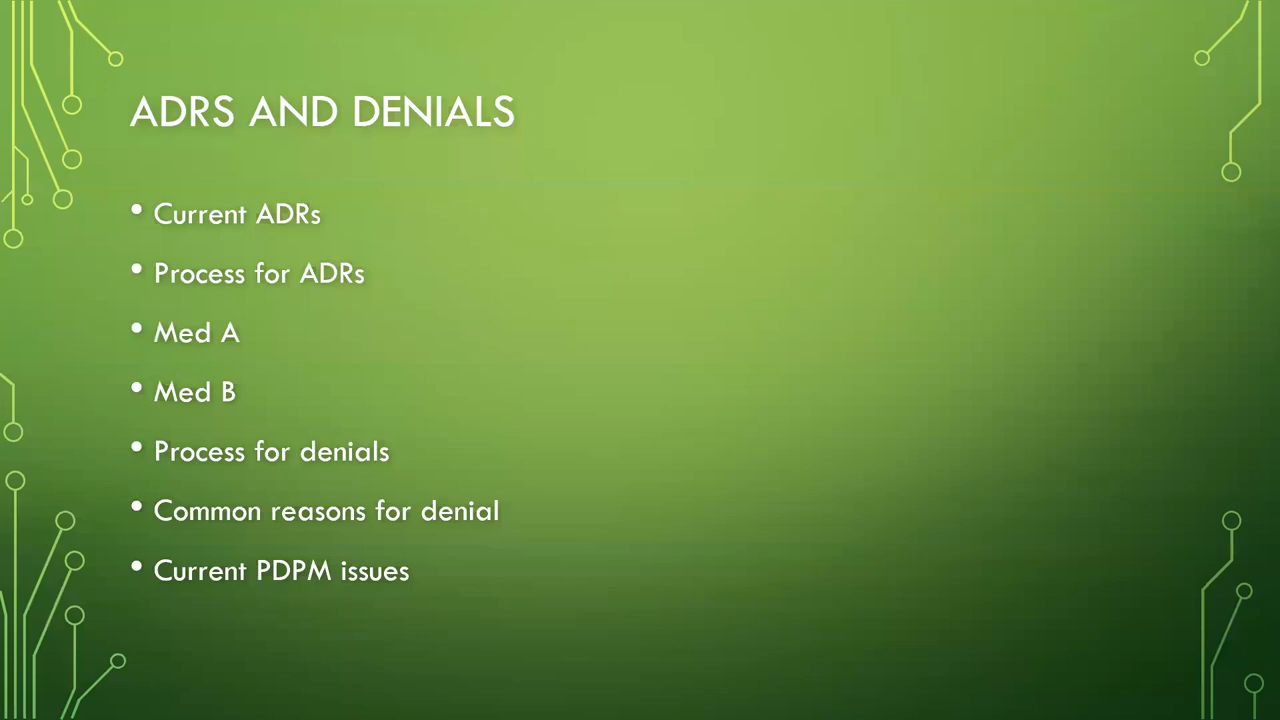 ADRS AND DENIALS
• Current ADRs
• Process for ADRs
• Med A
• Med B
• Process for denials
• Common reasons for denial
• Current PDPM issues